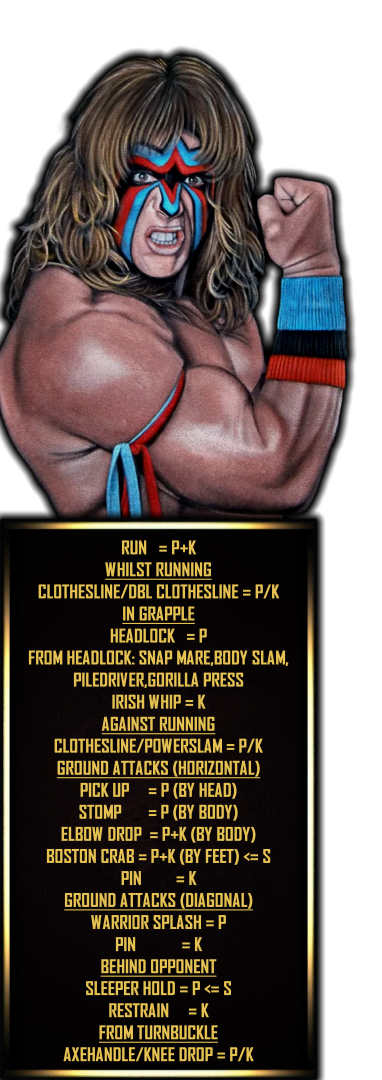 RUN = P+K
WHILST RUNNING
CLOTHESLINE/DBL CLOTHESLINE = P/K
IN GRAPPLE
HEADLOCK = P
FROM HEADLOCK: SNAP MARE,BODY SLAM,
PILEDRIVER,GORILLA PRESS
IRISH WHIP = K
AGAINST RUNNING
CLOTHESLINE/POWERSLAM = P/K
GROUND ATTACKS (HORIZONTAL)
PICK UP = P (BY HEAD)
STOMP = P (BY BODY)
ELBOW DROP = P+K (BY BODY)
BOSTON CRAB = P+K (BY FEET) <= S
PIN = K
GROUND ATTACKS (DIAGONAL)
WARRIOR SPLASH = P
PIN = K
BEHIND OPPONENT
SLEEPER HOLD = P <= S
RESTRAIN = K
FROM TURNBUCKLE
AXEHANDLE/KNEE DROP = P/K